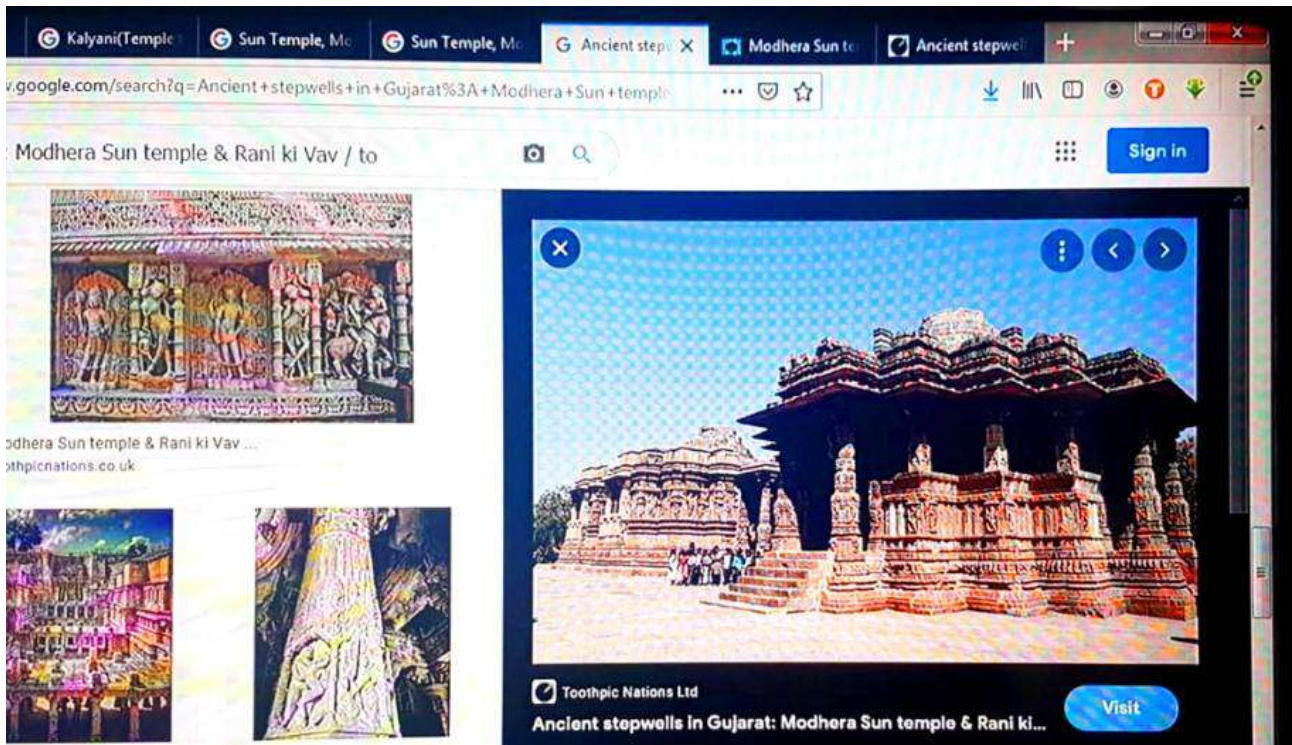 Kalyani(Temple
Sun Temple, Mo
Sun Temple, Mo
Ancient step
Modhera Sun te
Ancient stepwell
.google.com/search?q=Ancient+stepwells+in+Gujarat%3A+Modhera+Sun+temple
Modhera Sun temple & Rani ki Vav / to
Sign in
odhera Sun temple & Rani ki Vav ...
othpicnations.co.uk
Toothpic Nations Ltd
Ancient stepwells in Gujarat: Modhera Sun temple & Rani ki...
Visit